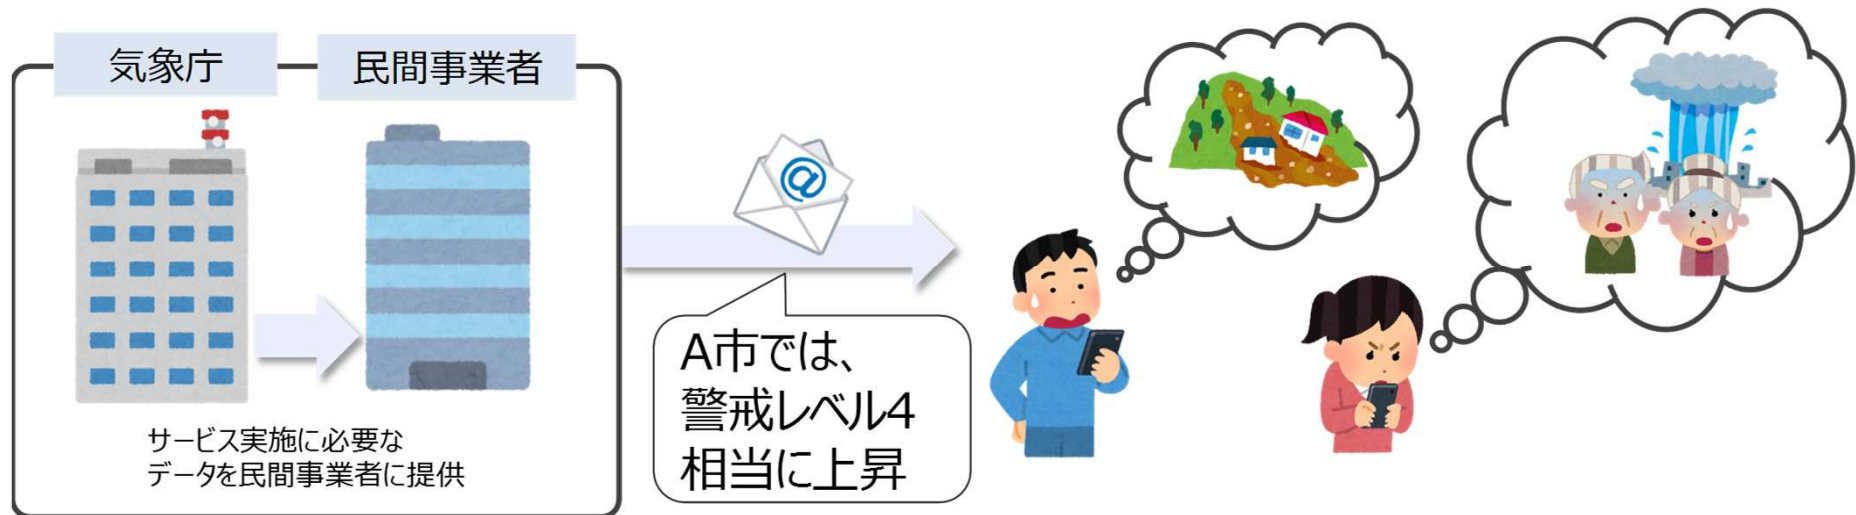 気象庁
民間事業者
サービス実施に必要な
データを民間事業者に提供
@
A市では、
警戒レベル4
相当に上昇